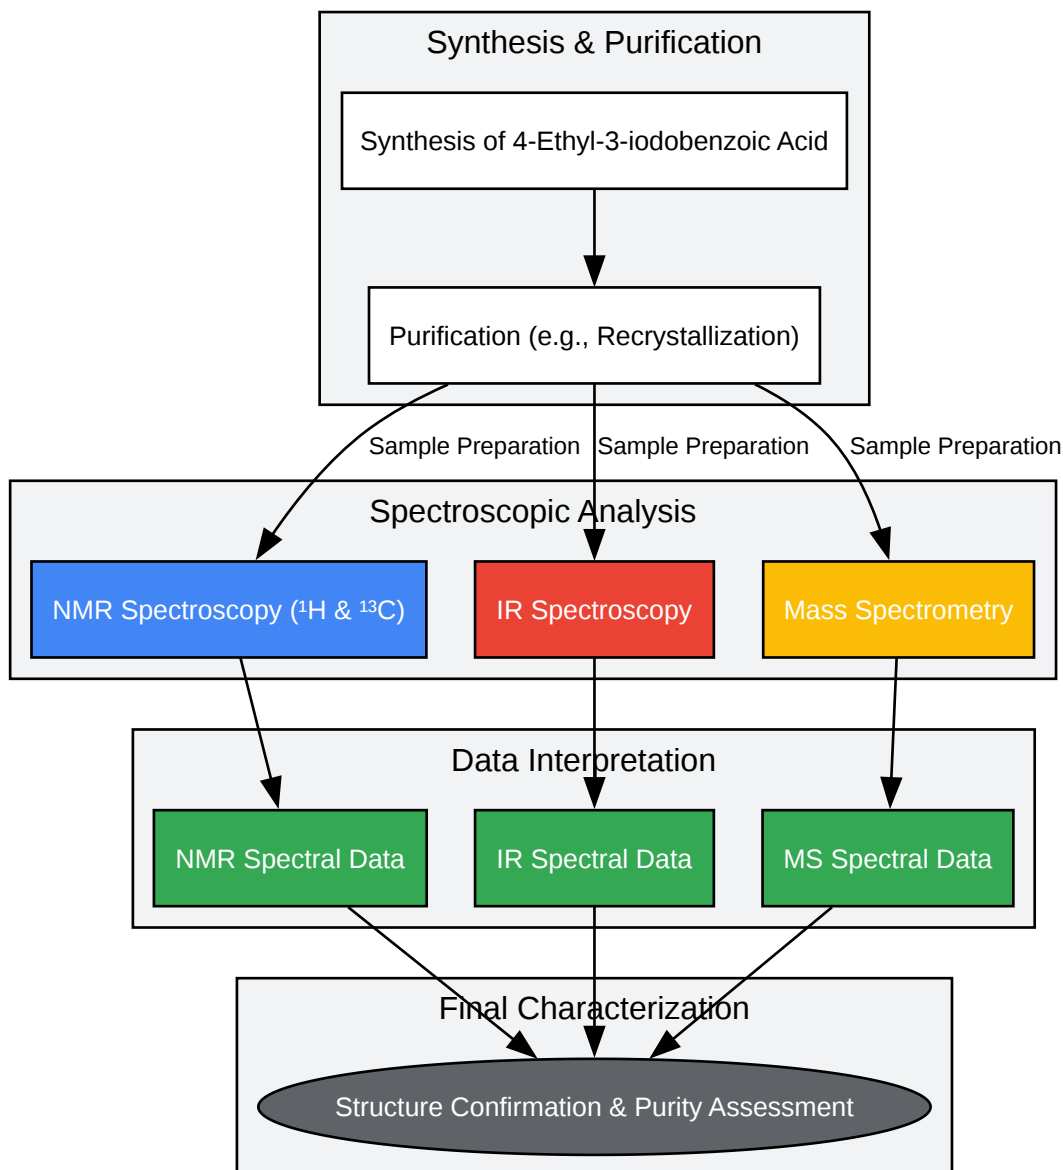 Synthesis & Purification
Synthesis of 4-Ethyl-3-iodobenzoic Acid
Purification (e.g., Recrystallization)
Sample Preparation
Sample Preparation
Sample Preparation
Spectroscopic Analysis
NMR Spectroscopy (¹H & ¹³C)
IR Spectroscopy
Mass Spectrometry
Data Interpretation
NMR Spectral Data
IR Spectral Data
MS Spectral Data
Final Characterization
Structure Confirmation & Purity Assessment